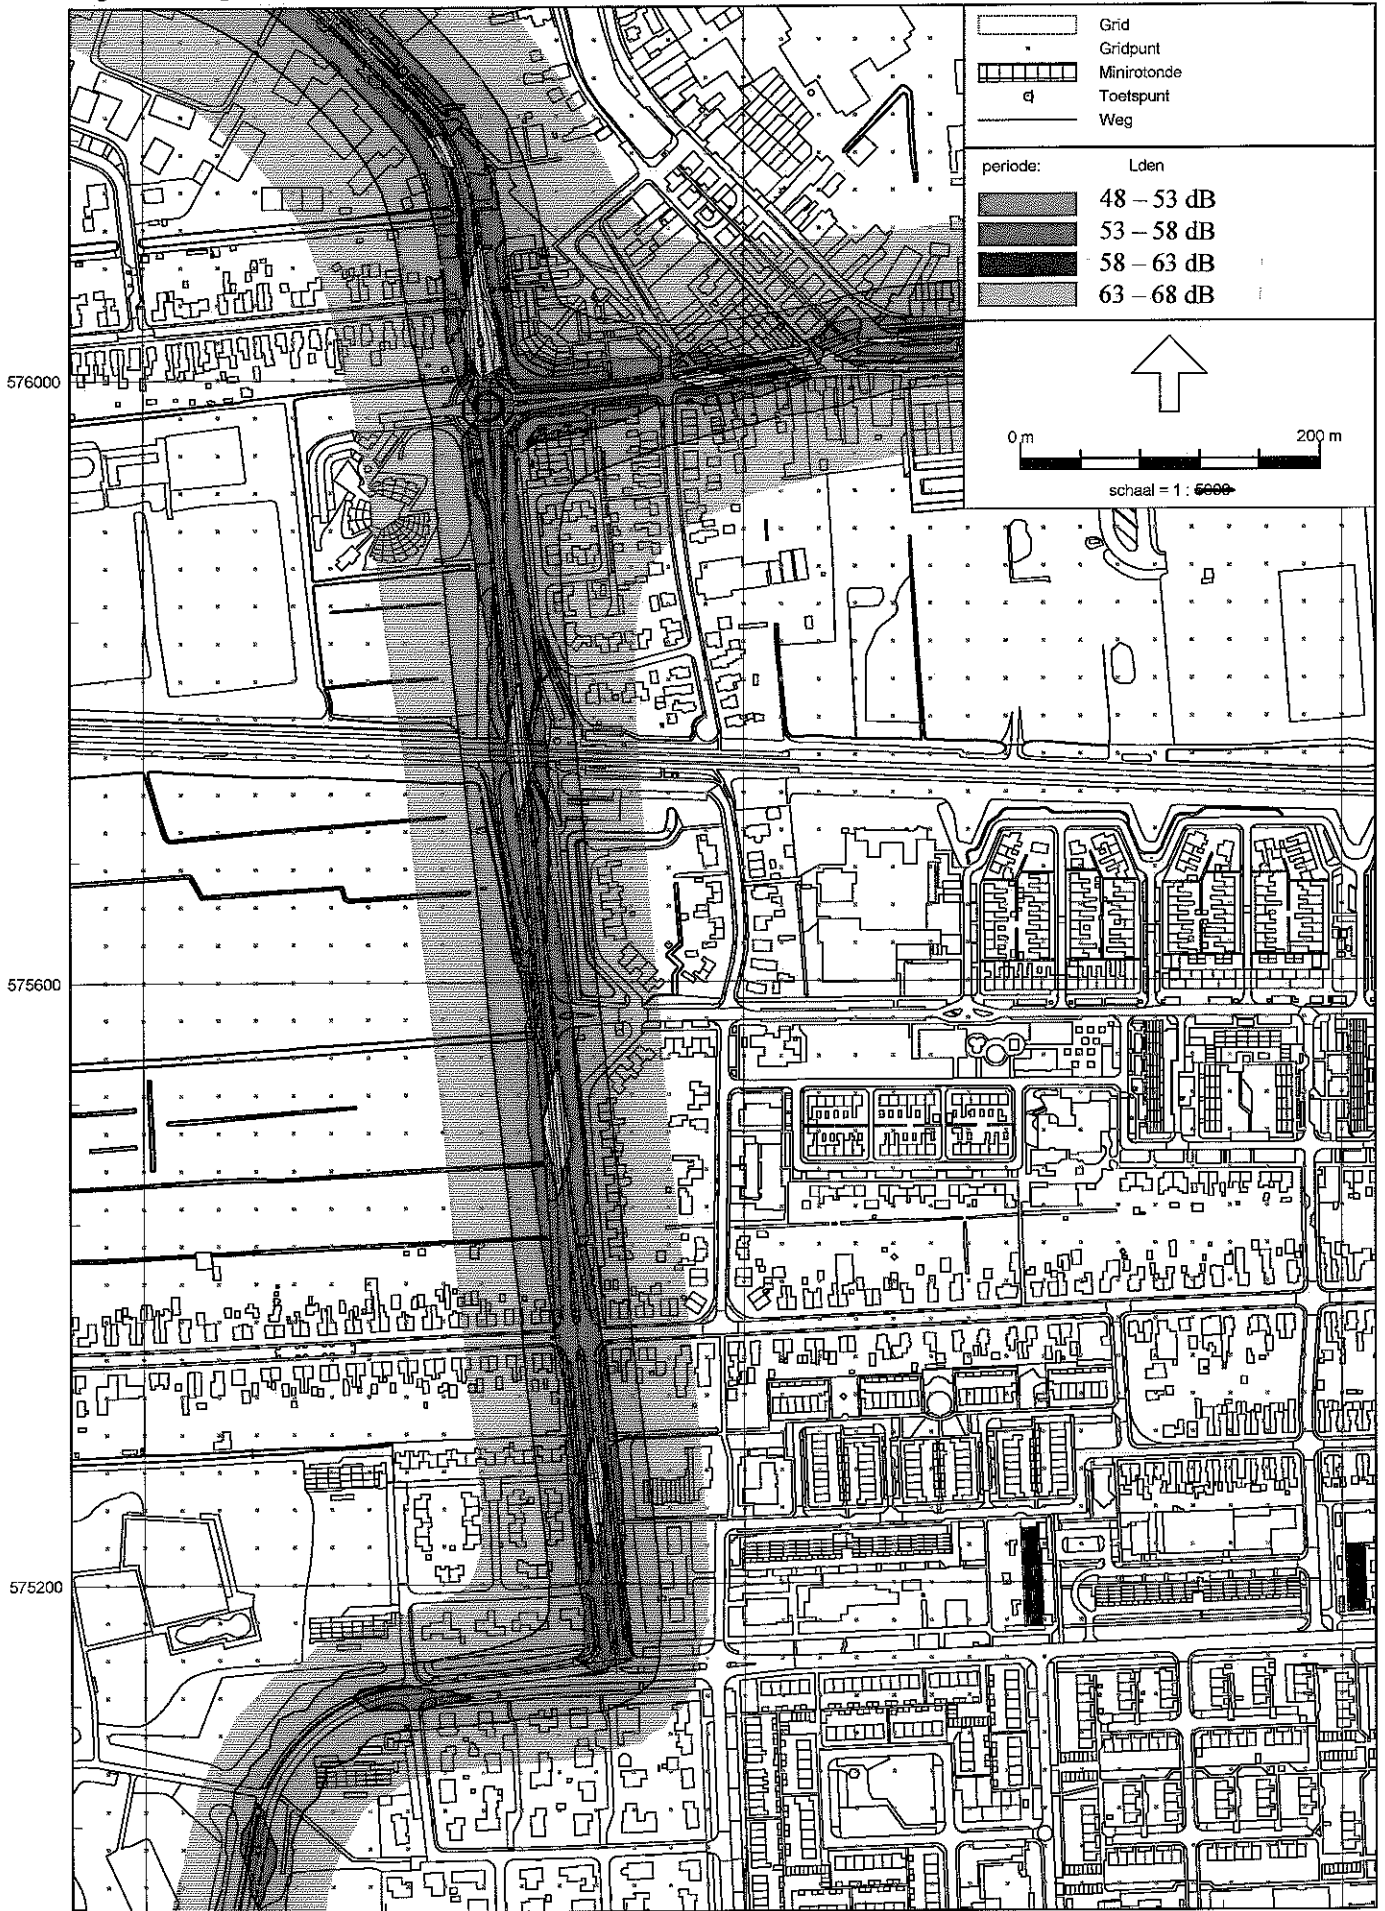 Grid
Gridpunt
Minirotonde
Toetspunt
Weg
periode: Lden
48 – 53 dB
53 – 58 dB
58 – 63 dB
63 – 68 dB
0 m 200 m
schaal = 1 : 5000
576000
575600
575200